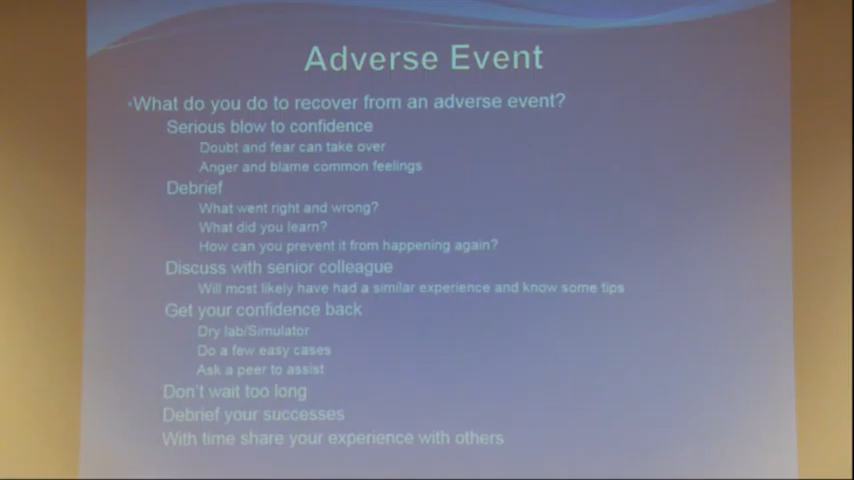 Adverse Event
•What do you do to recover from an adverse event?
Serious blow to confidence
Doubt and fear can take over
Anger and blame common feelings
Debrief
What went right and wrong?
What did you learn?
How can you prevent it from happening again?
Discuss with senior colleague
Will most likely have had a similar experience and know some tips
Get your confidence back
Dry lab/Simulator
Do a few easy cases
Ask a peer to assist
Don't wait too long
Debrief your successes
With time share your experience with others